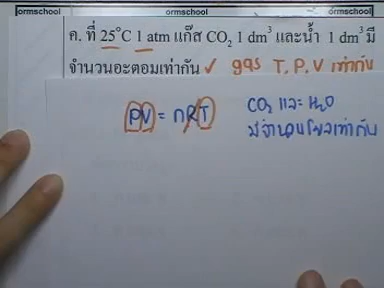 ormschool ormschool ormschool
ค. ที่ 25°C 1 atm แก๊ส CO₂ 1 dm³ และน้ำ 1 dm³ มี
จำนวนอะตอมเท่ากัน ✓ gas T, P, V เท่ากัน
PV = nRT
CO₂ และ H₂O
มีจำนวนโมลเท่ากัน